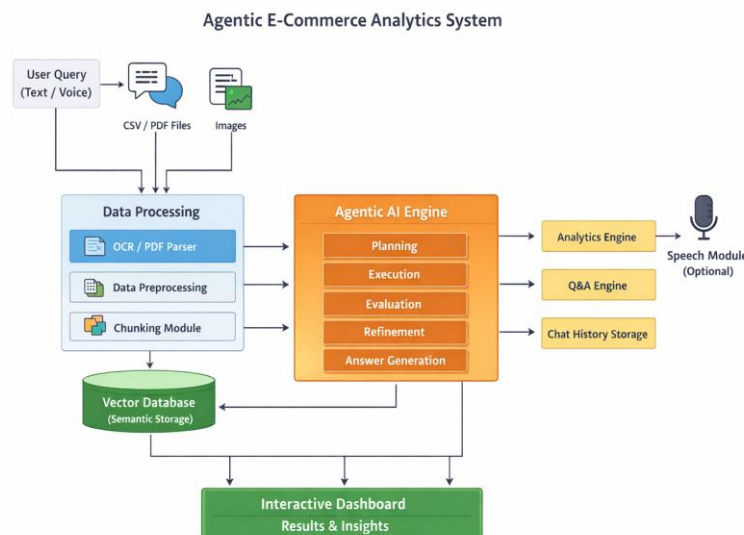 Agentic E-Commerce Analytics System
User Query
(Text / Voice)
CSV / PDF Files
Images
Data Processing
OCR / PDF Parser
Data Preprocessing
Chunking Module
Vector Database
(Semantic Storage)
Agentic AI Engine
Planning
Execution
Evaluation
Refinement
Answer Generation
Analytics Engine
Q&A Engine
Chat History Storage
Speech Module
(Optional)
Interactive Dashboard
Results & Insights